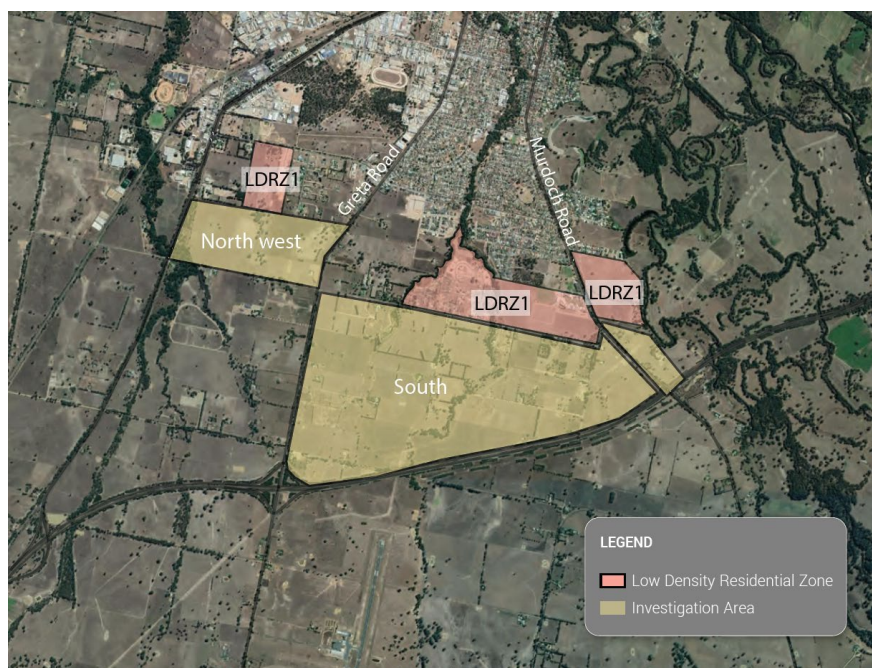 LDRZ1
Greta Road
Murdoch Road
North west
LDRZ1
LDRZ1
South
LEGEND
Low Density Residential Zone
Investigation Area